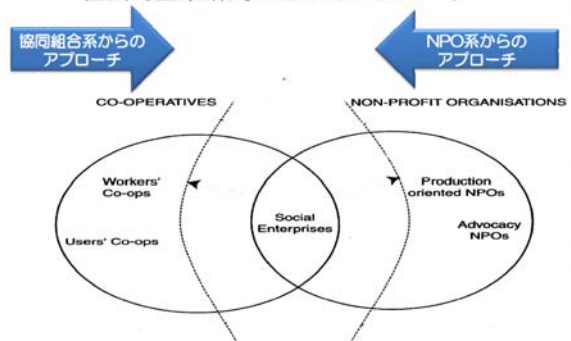 協同組合系からの
アプローチ
NPO系からの
アプローチ
CO-OPERATIVES
NON-PROFIT ORGANISATIONS
Workers'
Co-ops
Users' Co-ops
Social
Enterprises
Production
oriented NPOs
Advocacy
NPOs